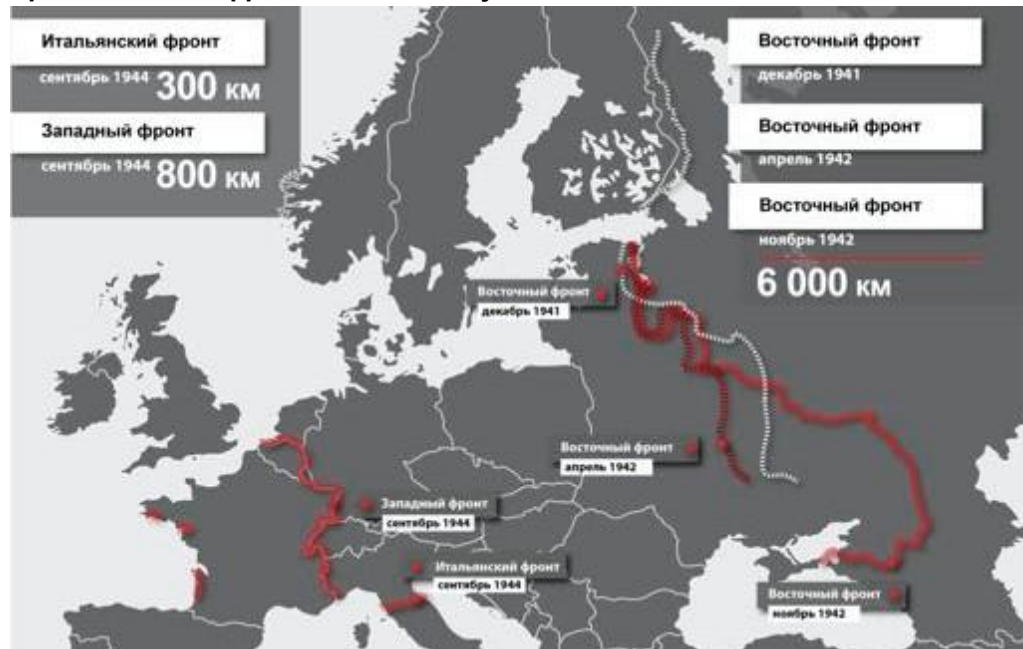 Итальянский фронт
сентябрь 1944 300 км
Западный фронт
сентябрь 1944 800 км
Восточный фронт
декабрь 1941
Восточный фронт
апрель 1942
Восточный фронт
ноябрь 1942
6 000 км
Восточный фронт
декабрь 1941
Восточный фронт
апрель 1942
Западный фронт
сентябрь 1944
Итальянский фронт
сентябрь 1944
Восточный фронт
ноябрь 1942